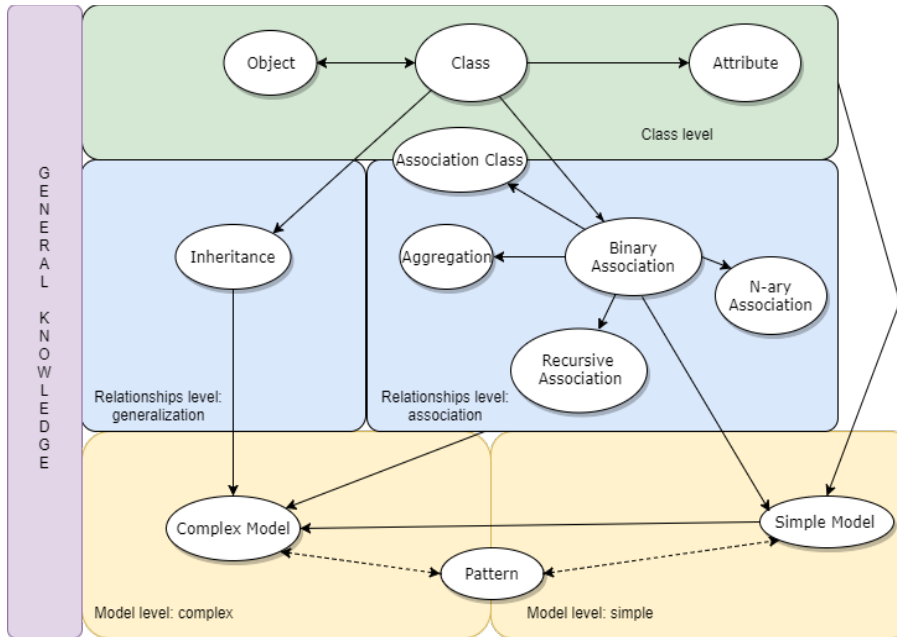 GENERAL KNOWLEDGE
Object
Class
Attribute
Class level
Association Class
Inheritance
Aggregation
Binary
Association
N-ary
Association
Recursive
Association
Relationships level:
generalization
Relationships level:
association
Complex Model
Simple Model
Pattern
Model level: complex
Model level: simple